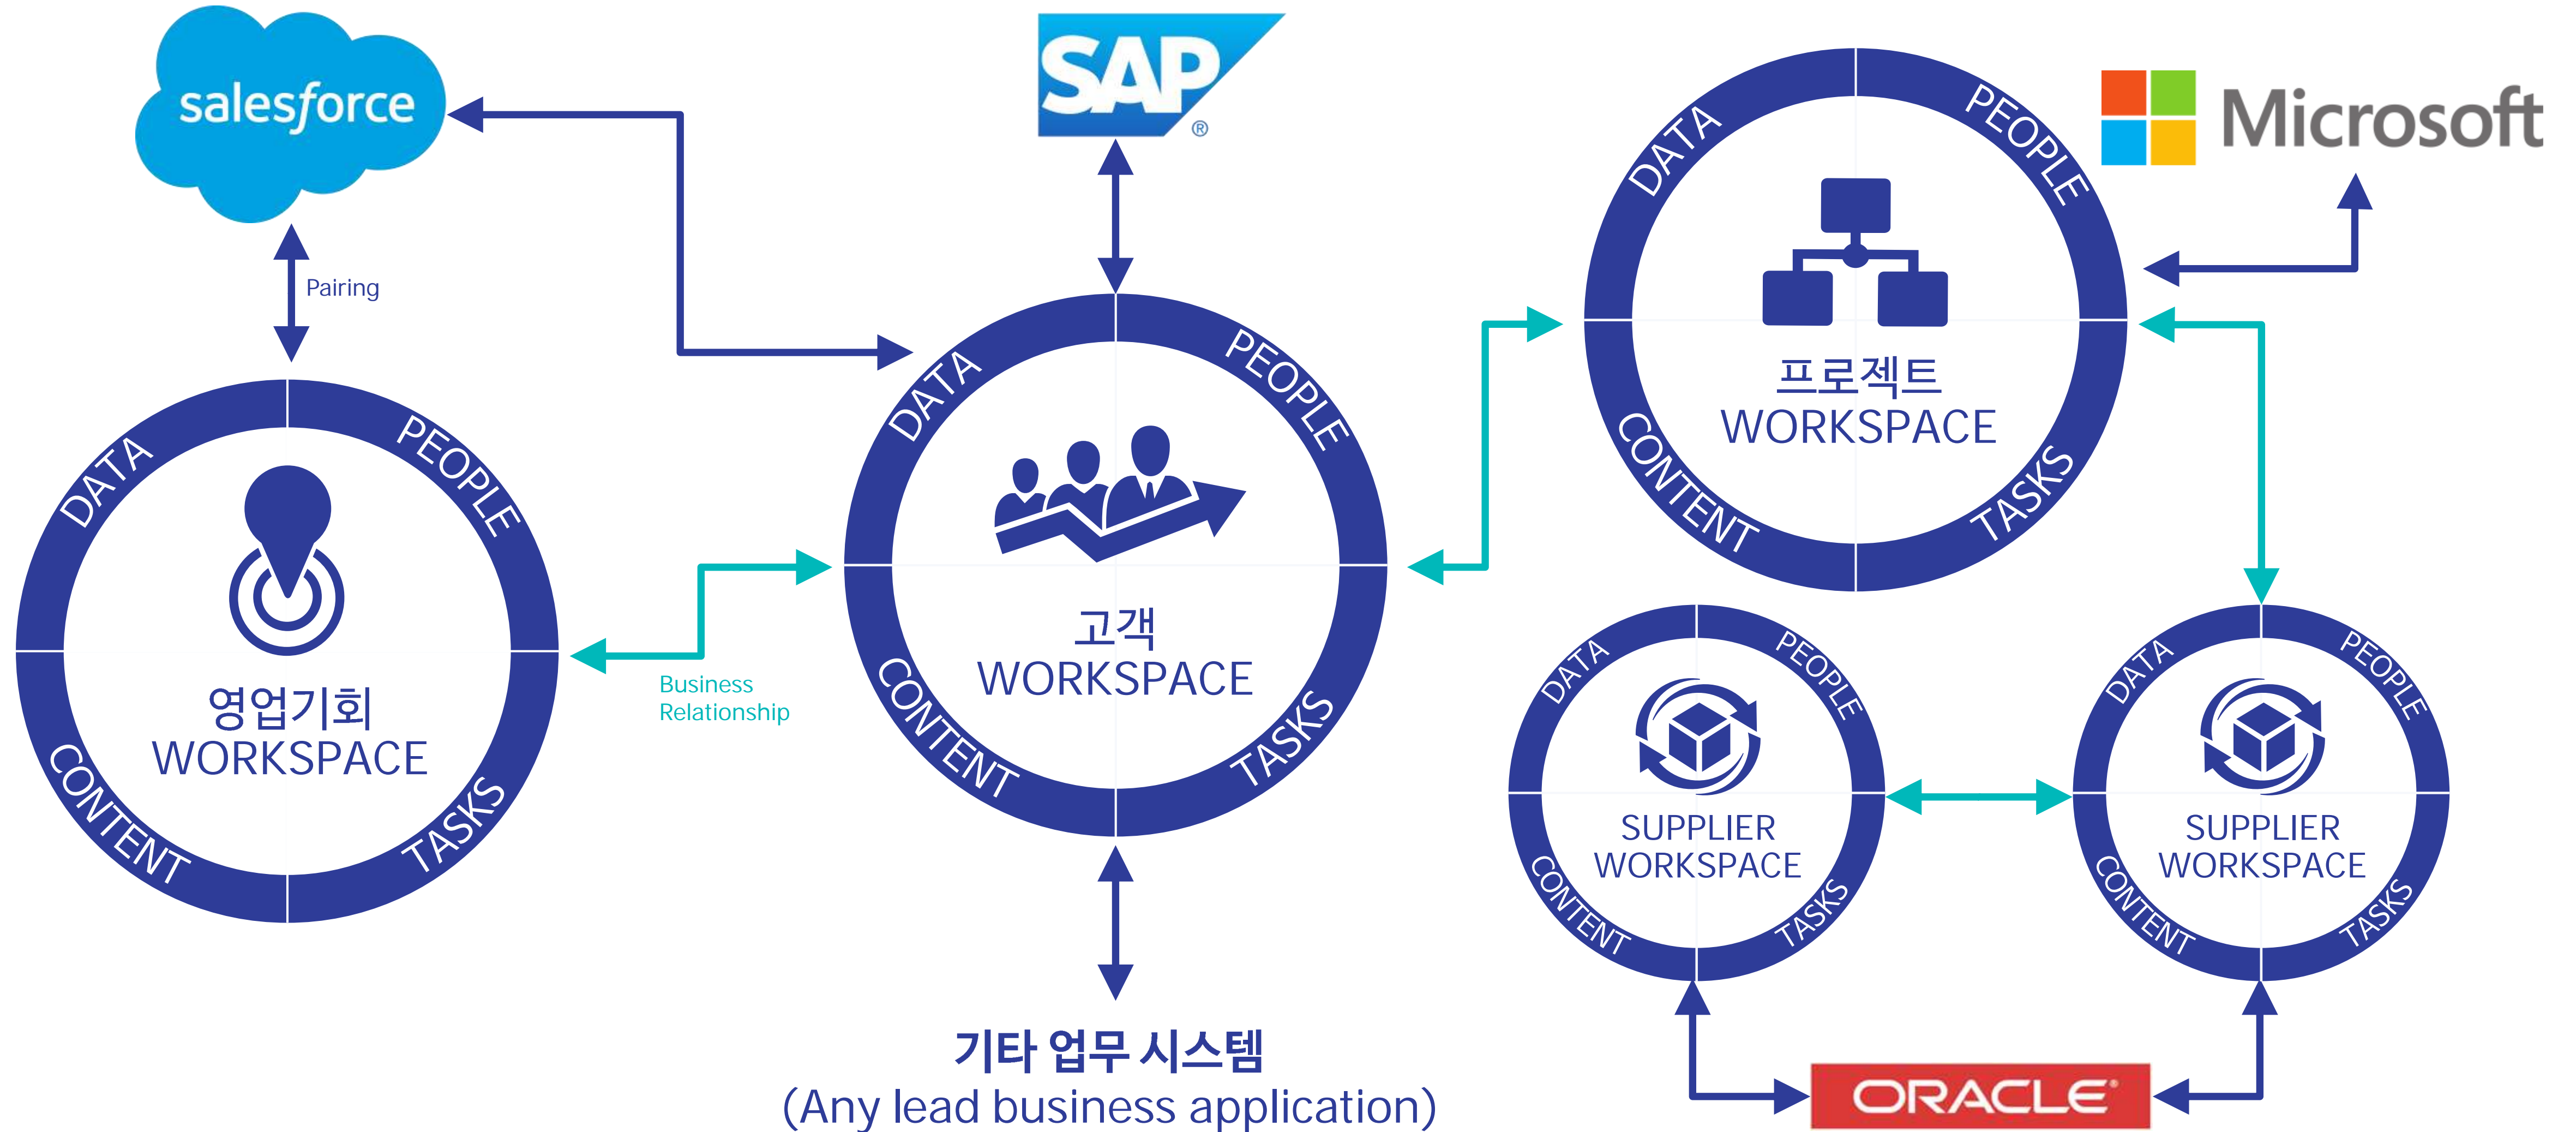 salesforce
SAP
®
Microsoft
Pairing
DATA
PEOPLE
프로젝트
WORKSPACE
CONTENT
TASKS
DATA
PEOPLE
고객
WORKSPACE
CONTENT
TASKS
DATA
PEOPLE
영업기회
WORKSPACE
CONTENT
TASKS
Business
Relationship
DATA
PEOPLE
SUPPLIER
WORKSPACE
CONTENT
TASKS
DATA
PEOPLE
SUPPLIER
WORKSPACE
CONTENT
TASKS
기타 업무 시스템
(Any lead business application)
ORACLE®